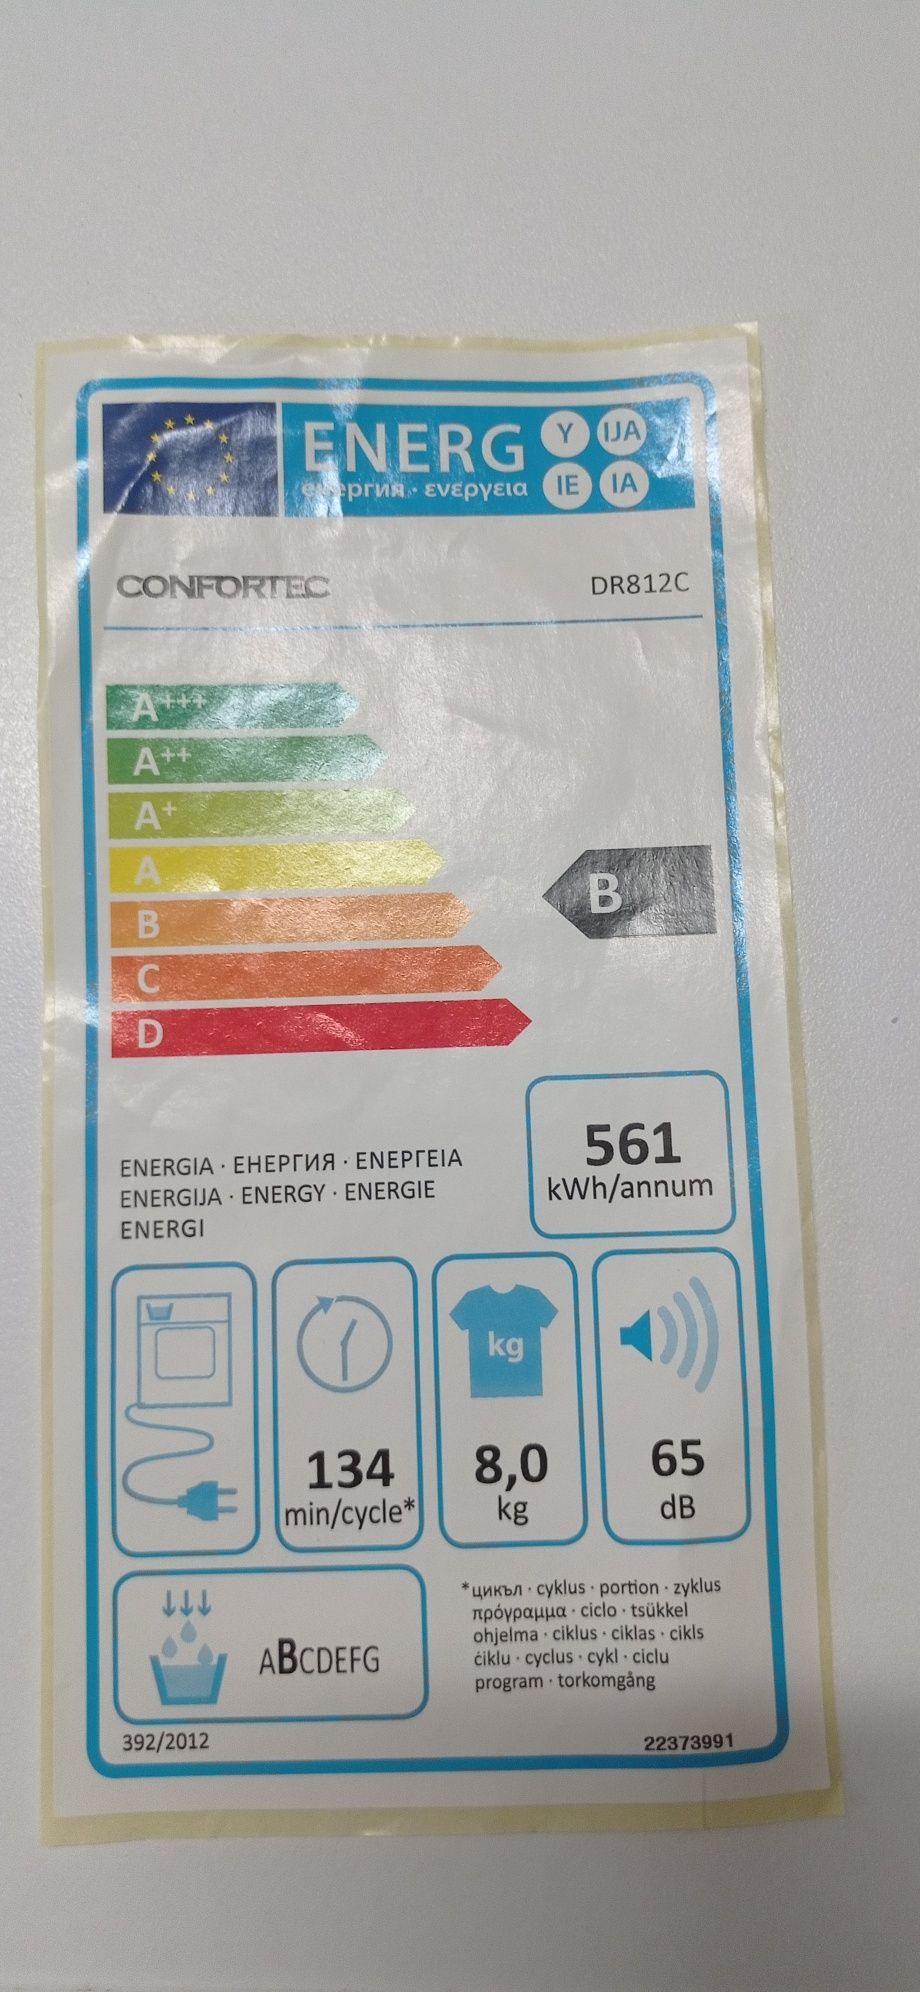 ENERG Y IJA
енергия · ενεργεια IE IA
CONFORTEC DR812C
A+++
A++
A+
A
B
B
C
D
561
kWh/annum
ENERGIA · ЕНЕРГИЯ · ΕΝΕΡΓΕΙΑ
ENERGIJA · ENERGY · ENERGIE
ENERGI
kg
134
min/cycle*
8,0
kg
65
dB
ABCDEFG
*цикъл · cyklus · portion · zyklus
πρόγραμμα · ciclo · tsükkel
ohjelma · ciklus · ciklas · cikls
ċiklu · cyclus · cykl · ciclu
program · torkomgång
392/2012 22373991